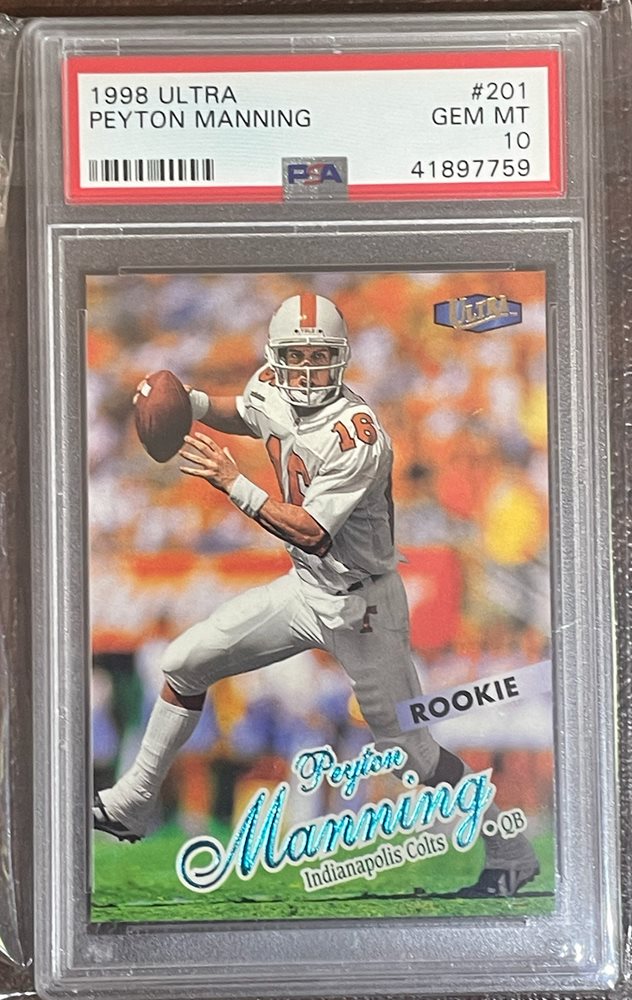 1998 ULTRA #201
PEYTON MANNING GEM MT
10
PSA 41897759
ULTRA
16
16
T
ROOKIE
Peyton
Manning
Indianapolis Colts QB